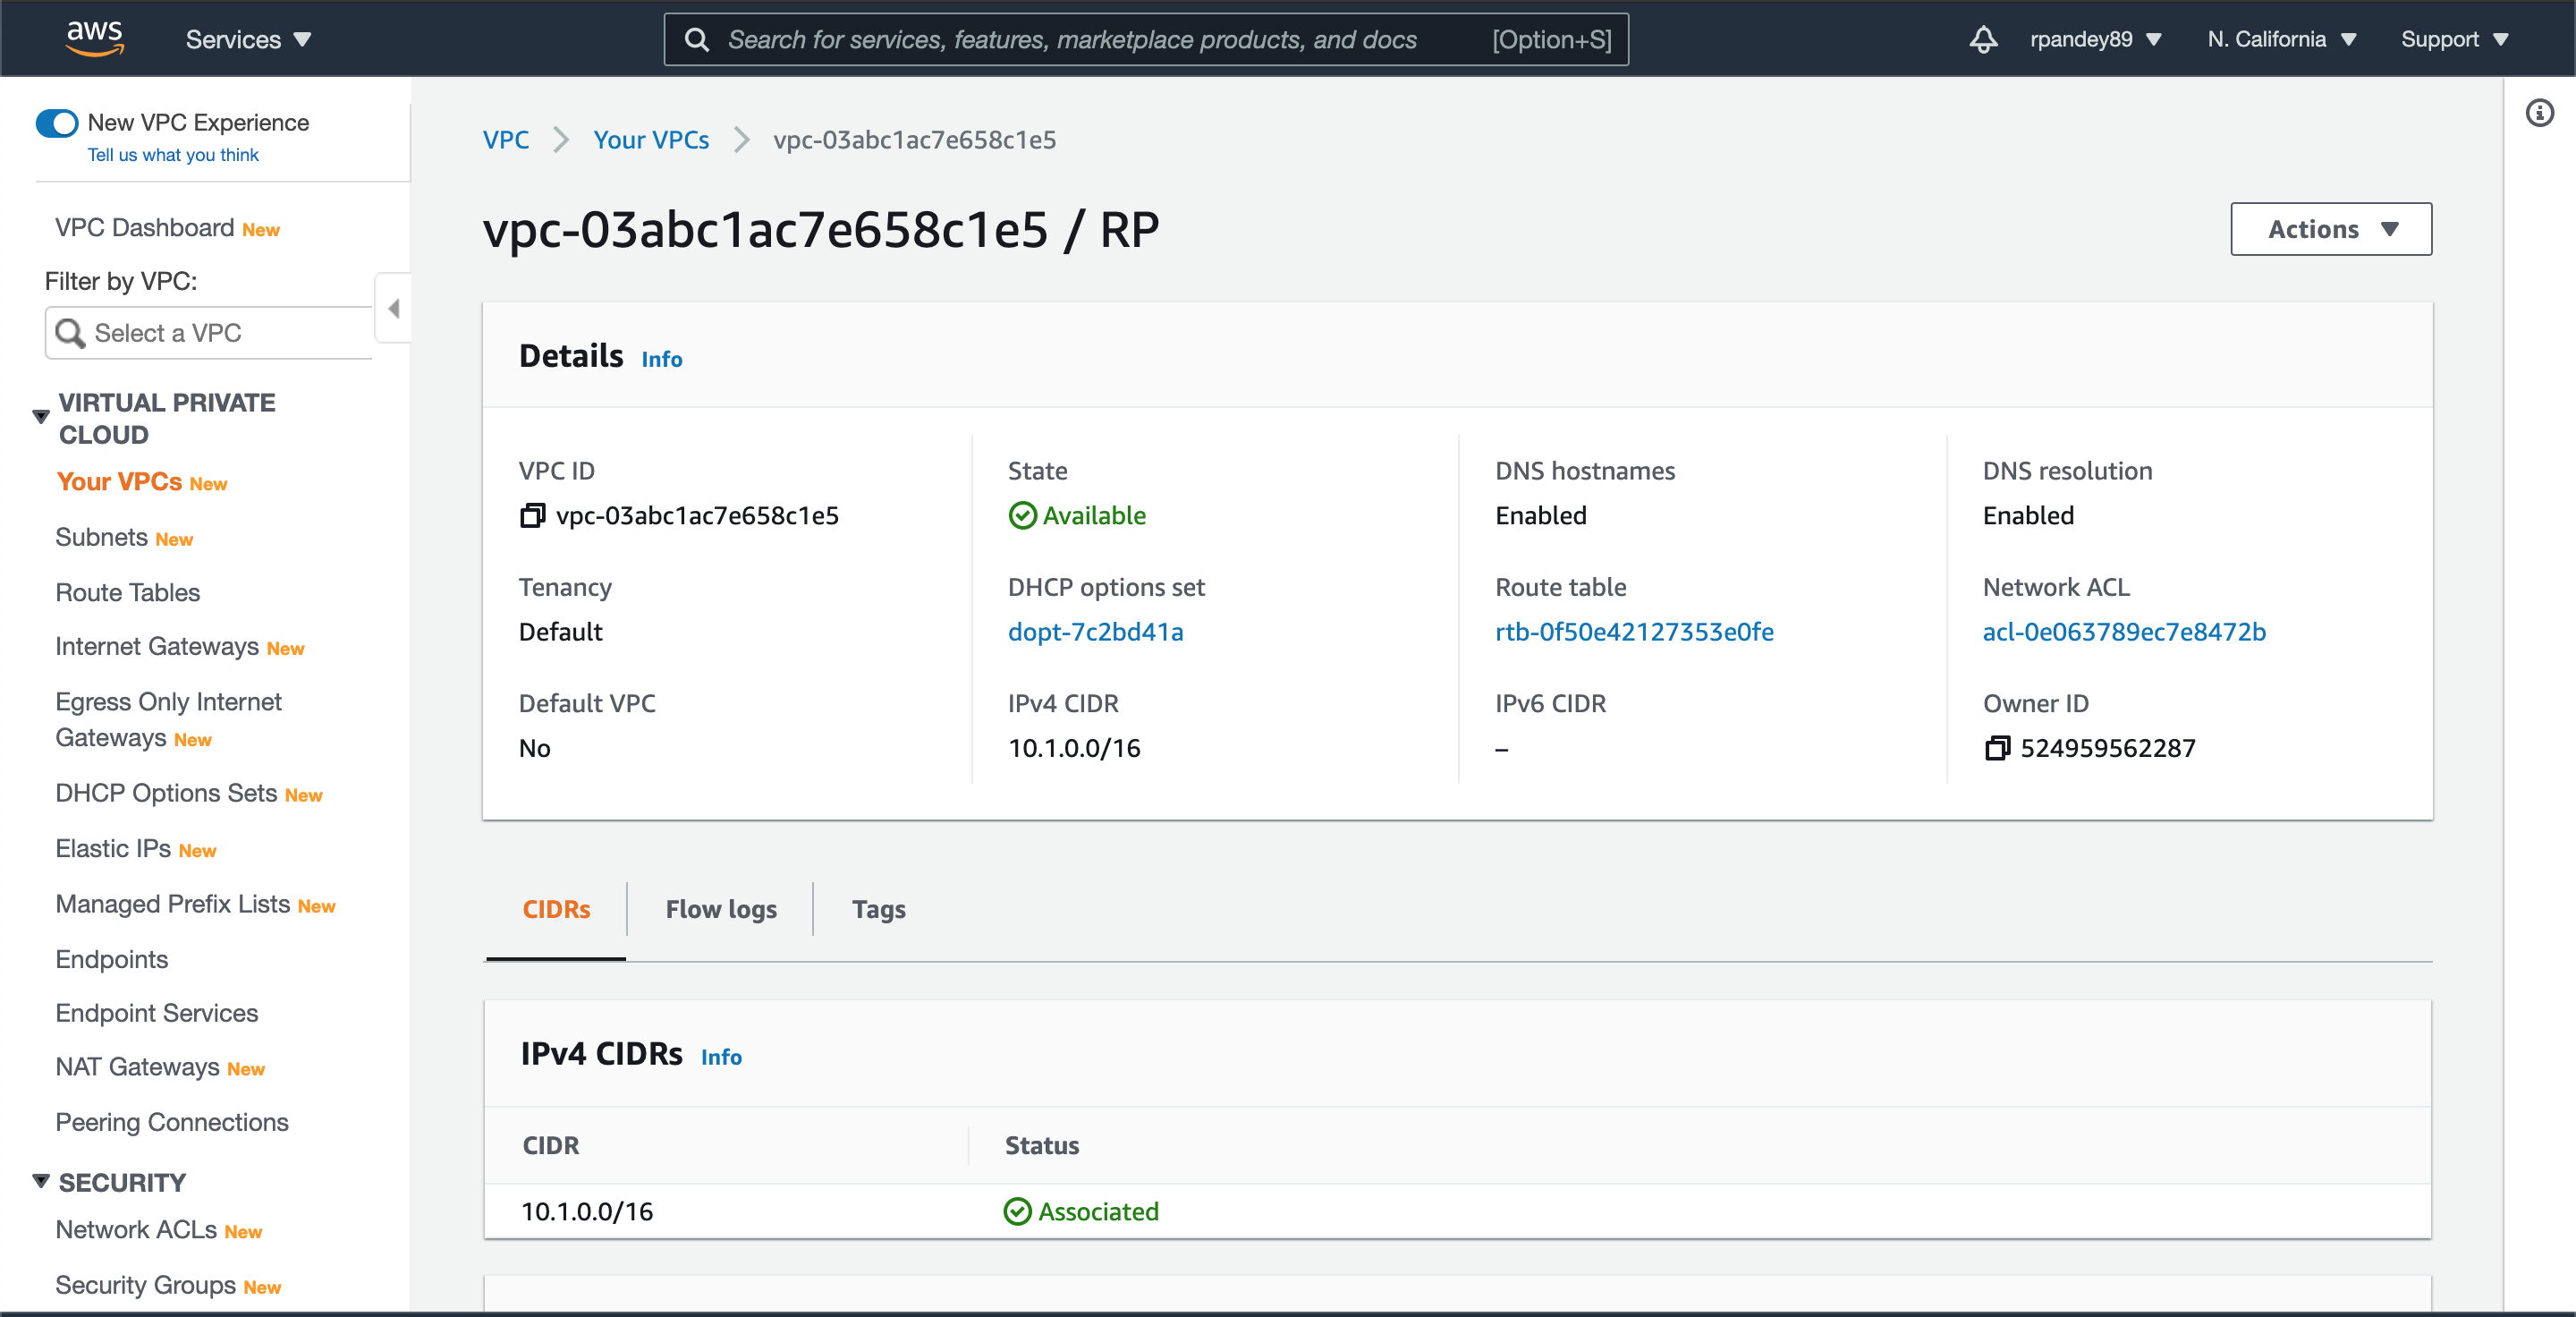 aws
Services
Search for services, features, marketplace products, and docs [Option+S]
rpandey89
N. California
Support
New VPC Experience
Tell us what you think
VPC Dashboard New
Filter by VPC:
Select a VPC
VIRTUAL PRIVATE
CLOUD
Your VPCs New
Subnets New
Route Tables
Internet Gateways New
Egress Only Internet
Gateways New
DHCP Options Sets New
Elastic IPs New
Managed Prefix Lists New
Endpoints
Endpoint Services
NAT Gateways New
Peering Connections
SECURITY
Network ACLs New
Security Groups New
VPC
Your VPCs
vpc-03abc1ac7e658c1e5
vpc-03abc1ac7e658c1e5 / RP
Actions
Details Info
VPC ID
vpc-03abc1ac7e658c1e5
State
Available
DNS hostnames
Enabled
DNS resolution
Enabled
Tenancy
Default
DHCP options set
dopt-7c2bd41a
Route table
rtb-0f50e42127353e0fe
Network ACL
acl-0e063789ec7e8472b
Default VPC
No
IPv4 CIDR
10.1.0.0/16
IPv6 CIDR
–
Owner ID
524959562287
CIDRs
Flow logs
Tags
IPv4 CIDRs Info
CIDR
Status
10.1.0.0/16
Associated